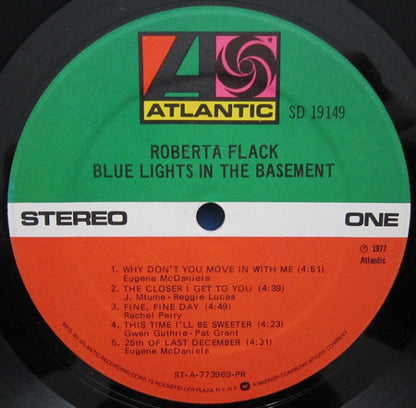 ATLANTIC
SD 19149
ROBERTA FLACK
BLUE LIGHTS IN THE BASEMENT
STEREO
ONE
℗ 1977
Atlantic
1. WHY DON'T YOU MOVE IN WITH ME (4:51)
Eugene McDaniels
2. THE CLOSER I GET TO YOU (4:39)
J. Mtume - Reggie Lucas
3. FINE, FINE DAY (4:49)
Rachel Perry
4. THIS TIME I'LL BE SWEETER (4:23)
Gwen Guthrie - Pat Grant
5. 25th OF LAST DECEMBER (4:31)
Eugene McDaniels
ST-A-773969-PR
MFG. BY ATLANTIC RECORDING CORP. 75 ROCKEFELLER PLAZA, N.Y. N.Y. A WARNER COMMUNICATIONS COMPANY